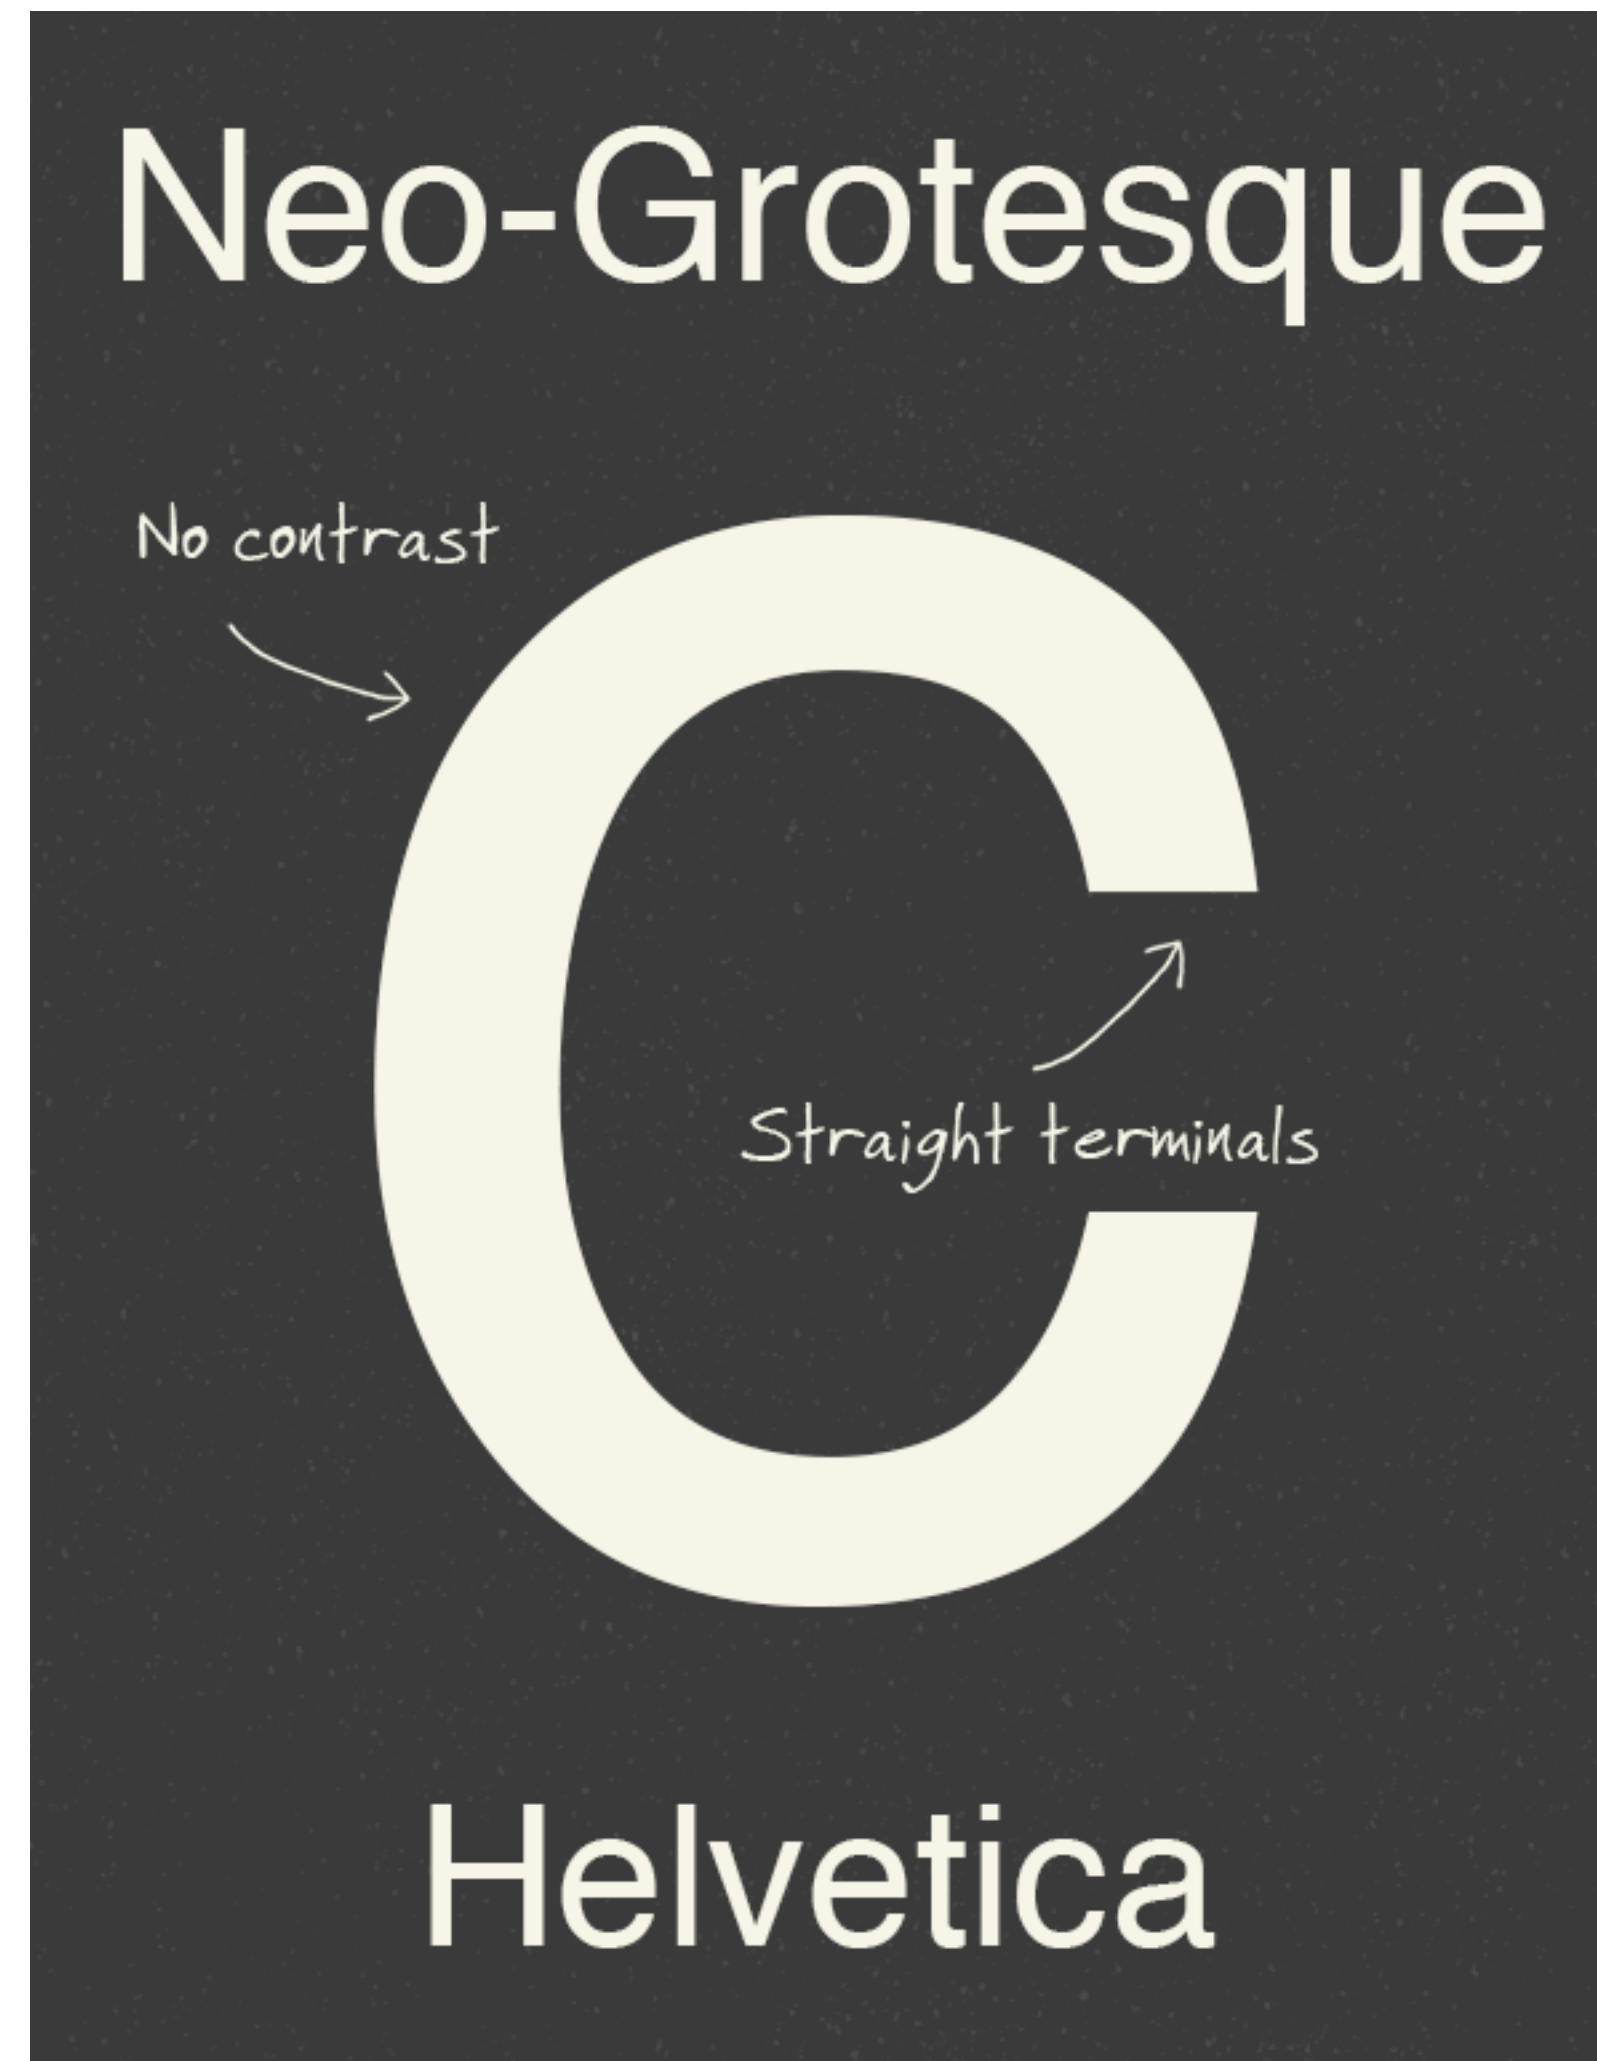 Neo-Grotesque
No contrast
C
Straight terminals
Helvetica